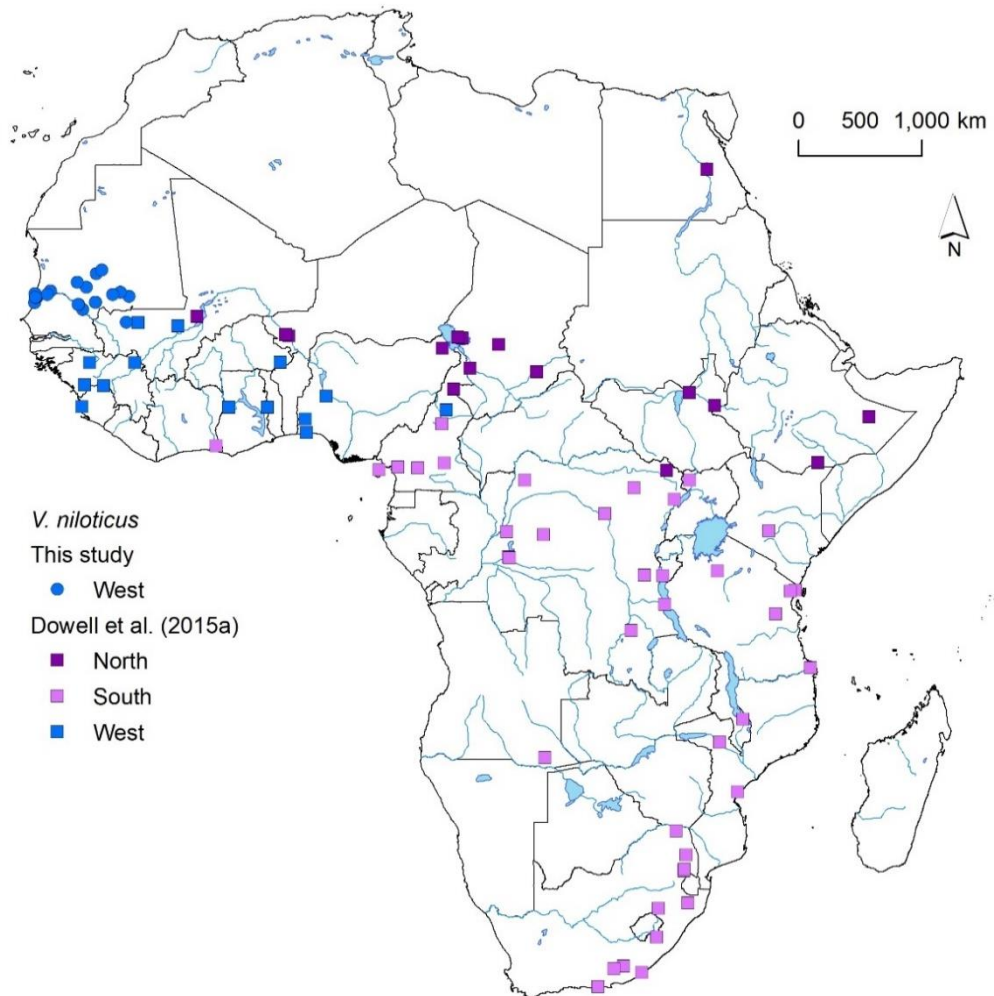 0 500 1,000 km
N
V. niloticus
This study
West
Dowell et al. (2015a)
North
South
West